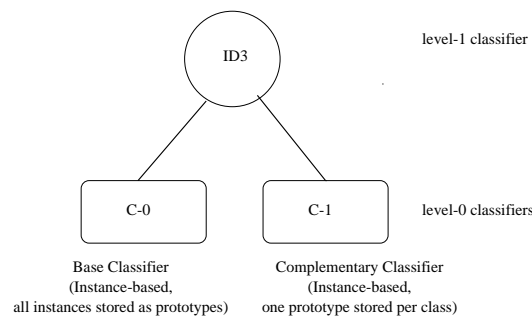 level-1 classifier
ID3
C-0
C-1
level-0 classifiers
Base Classifier
(Instance-based,
all instances stored as prototypes)
Complementary Classifier
(Instance-based,
one prototype stored per class)